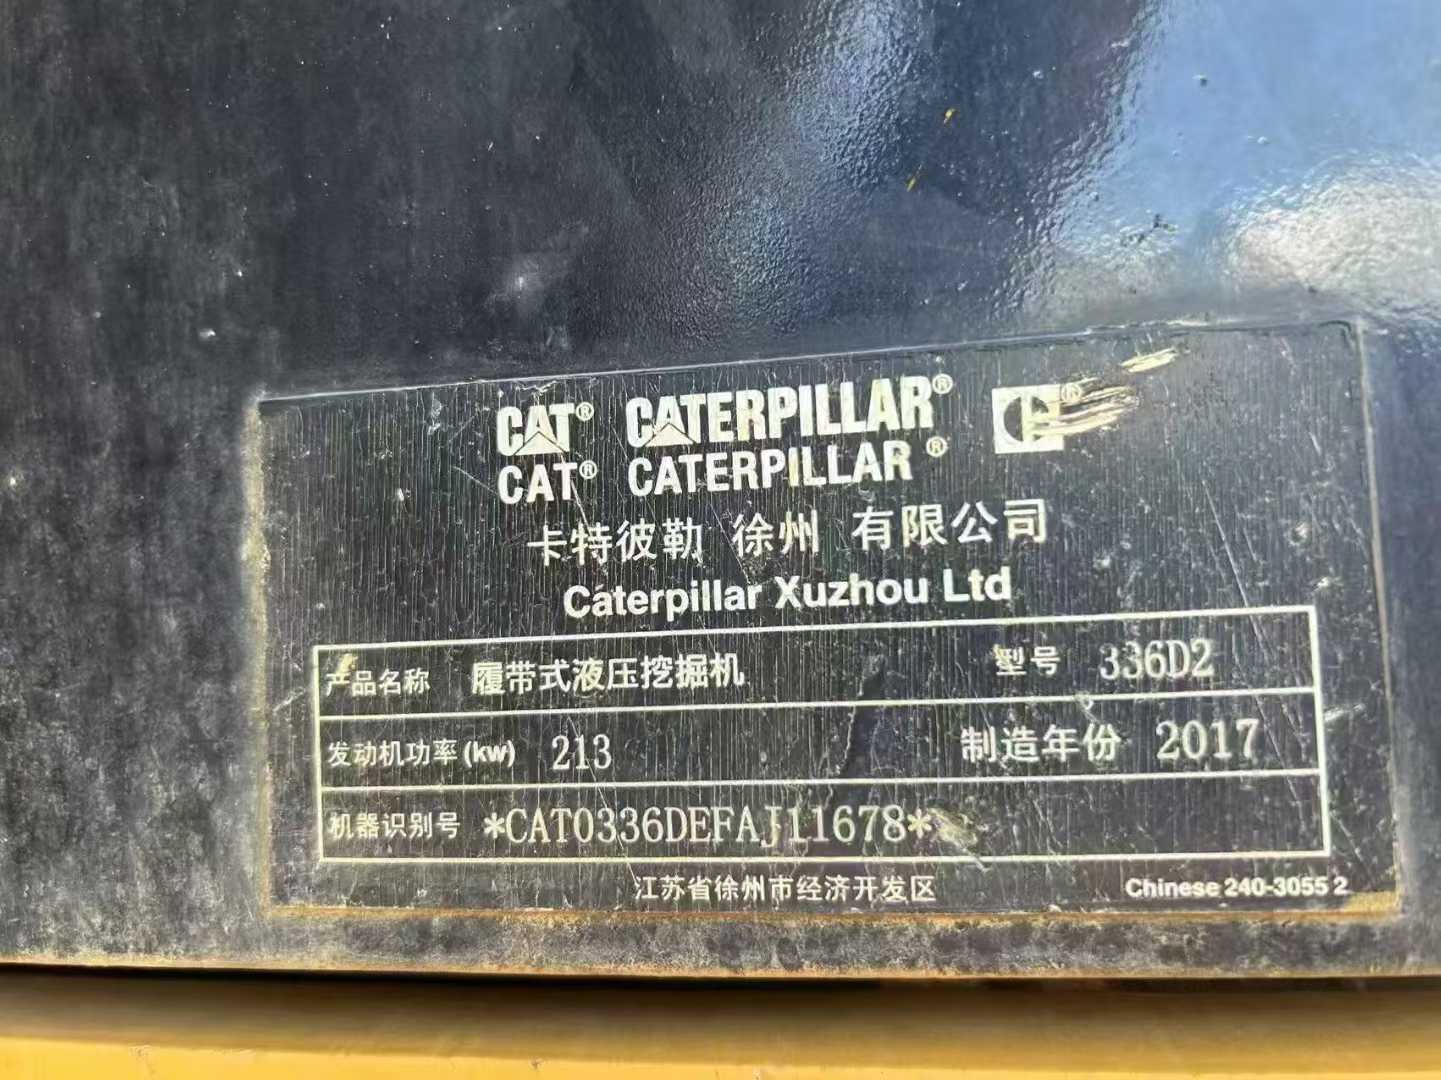 CAT® CATERPILLAR® C®
CAT® CATERPILLAR®
卡特彼勒 徐州 有限公司
Caterpillar Xuzhou Ltd
产品名称 履带式液压挖掘机 型号 336D2
发动机功率(kw) 213 制造年份 2017
机器识别号 *CAT0336DEFAJ11678*
江苏省徐州市经济开发区 Chinese 240-3055 2